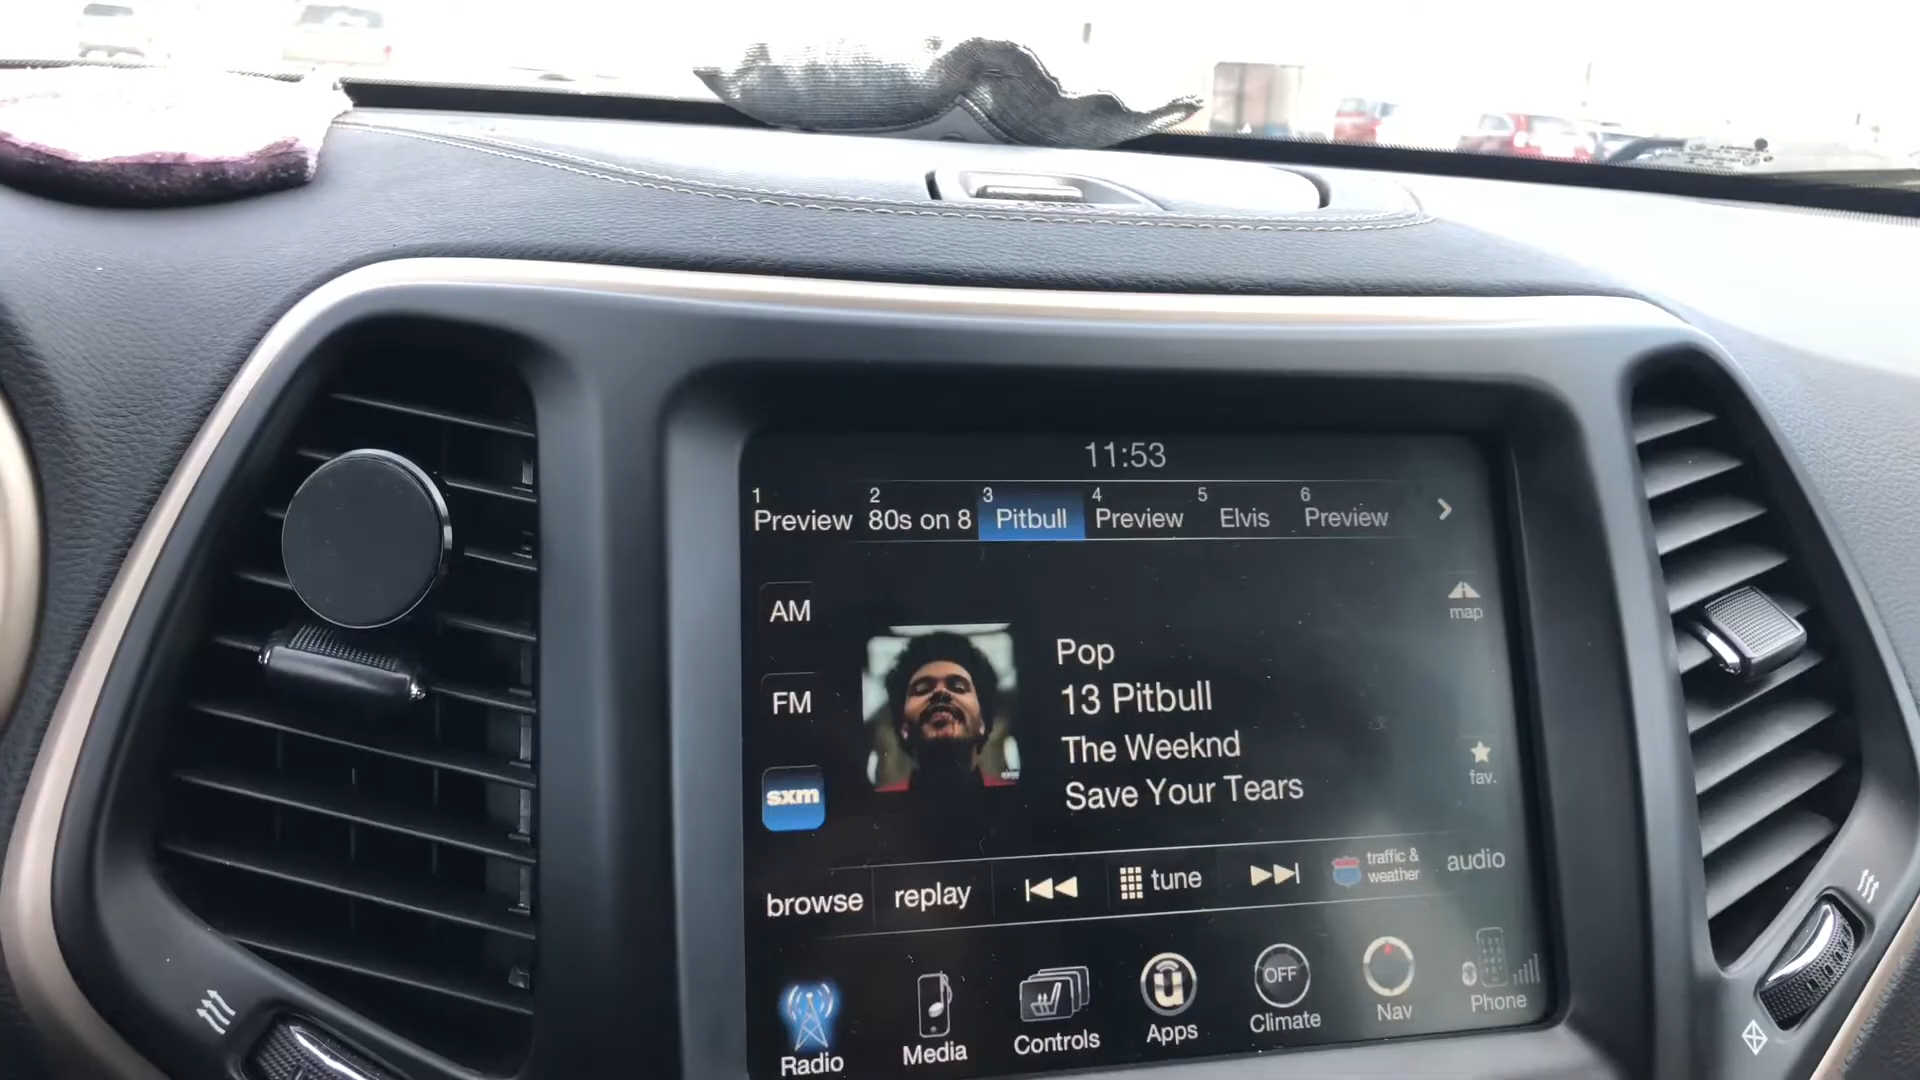 11:53
1 2 3 4 5 6
Preview 80s on 8 Pitbull Preview Elvis Preview
AM
map
Pop
FM
13 Pitbull
The Weeknd
fav.
sxm
Save Your Tears
browse replay tune traffic & weather audio
OFF
Radio Media Controls Apps Climate Nav Phone